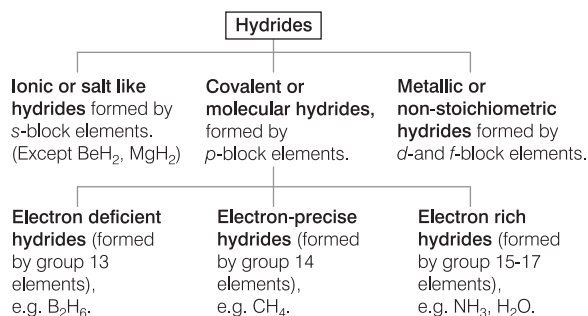 Hydrides
Ionic or salt like
hydrides formed by
s-block elements.
(Except BeH₂, MgH₂)
Covalent or
molecular hydrides,
formed by
p-block elements.
Metallic or
non-stoichiometric
hydrides formed by
d-and f-block elements.
Electron deficient
hydrides (formed
by group 13
elements),
e.g. B₂H₆.
Electron-precise
hydrides (formed
by group 14
elements),
e.g. CH₄.
Electron rich
hydrides (formed
by group 15-17
elements),
e.g. NH₃, H₂O.